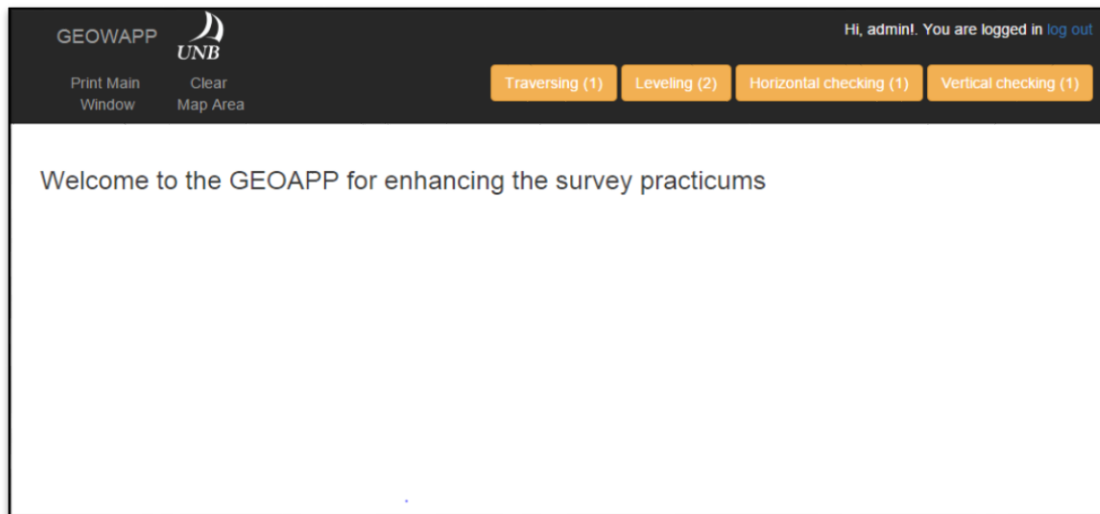 GEOWAPP
UNB
Hi, admin!. You are logged in log out
Print Main
Window
Clear
Map Area
Traversing (1)
Leveling (2)
Horizontal checking (1)
Vertical checking (1)
Welcome to the GEOAPP for enhancing the survey practicums